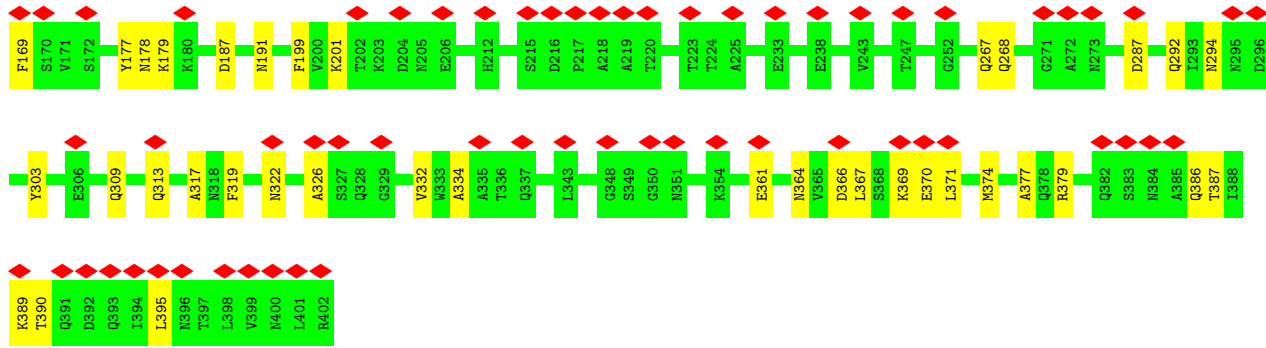 F169 S170 V171 S172 Y177 N178 K179 K180 D187 N191 F199 V200 K201 T202 K203 D204 N205 E206 H212 S215 D216 P217 A218 A219 T220 T223 T224 A225 E233 E238 V243 T247 G252 Q267 Q268 G271 A272 N273 D287 Q292 I293 N294 N295 D296
Y303 E306 Q309 Q313 A317 N318 F319 N322 A326 S327 Q328 G329 V332 W333 A334 A335 T336 Q337 L343 G348 S349 G350 N351 K354 E361 N364 V365 D366 L367 S368 K369 E370 L371 M374 A377 Q378 R379 Q382 S383 N384 A385 Q386 T387 I388
K389 T390 Q391 D392 Q393 I394 L395 N396 T397 L398 V399 N400 L401 R402